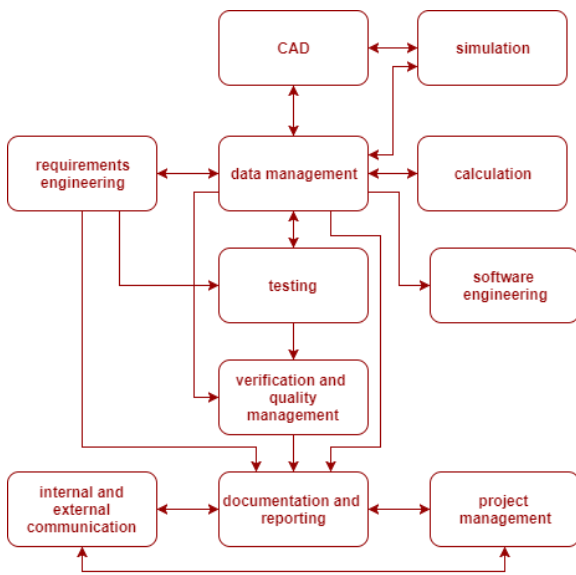 CAD
simulation
requirements
engineering
data management
calculation
testing
software
engineering
verification and
quality
management
internal and
external
communication
documentation and
reporting
project
management